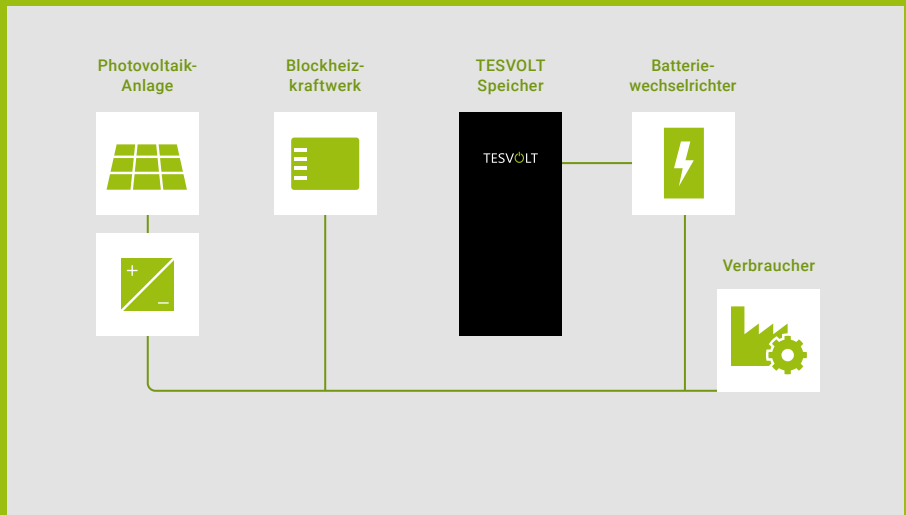 Photovoltaik-
Anlage
Blockheiz-
kraftwerk
TESVOLT
Speicher
Batterie-
wechselrichter
TESVOLT
Verbraucher